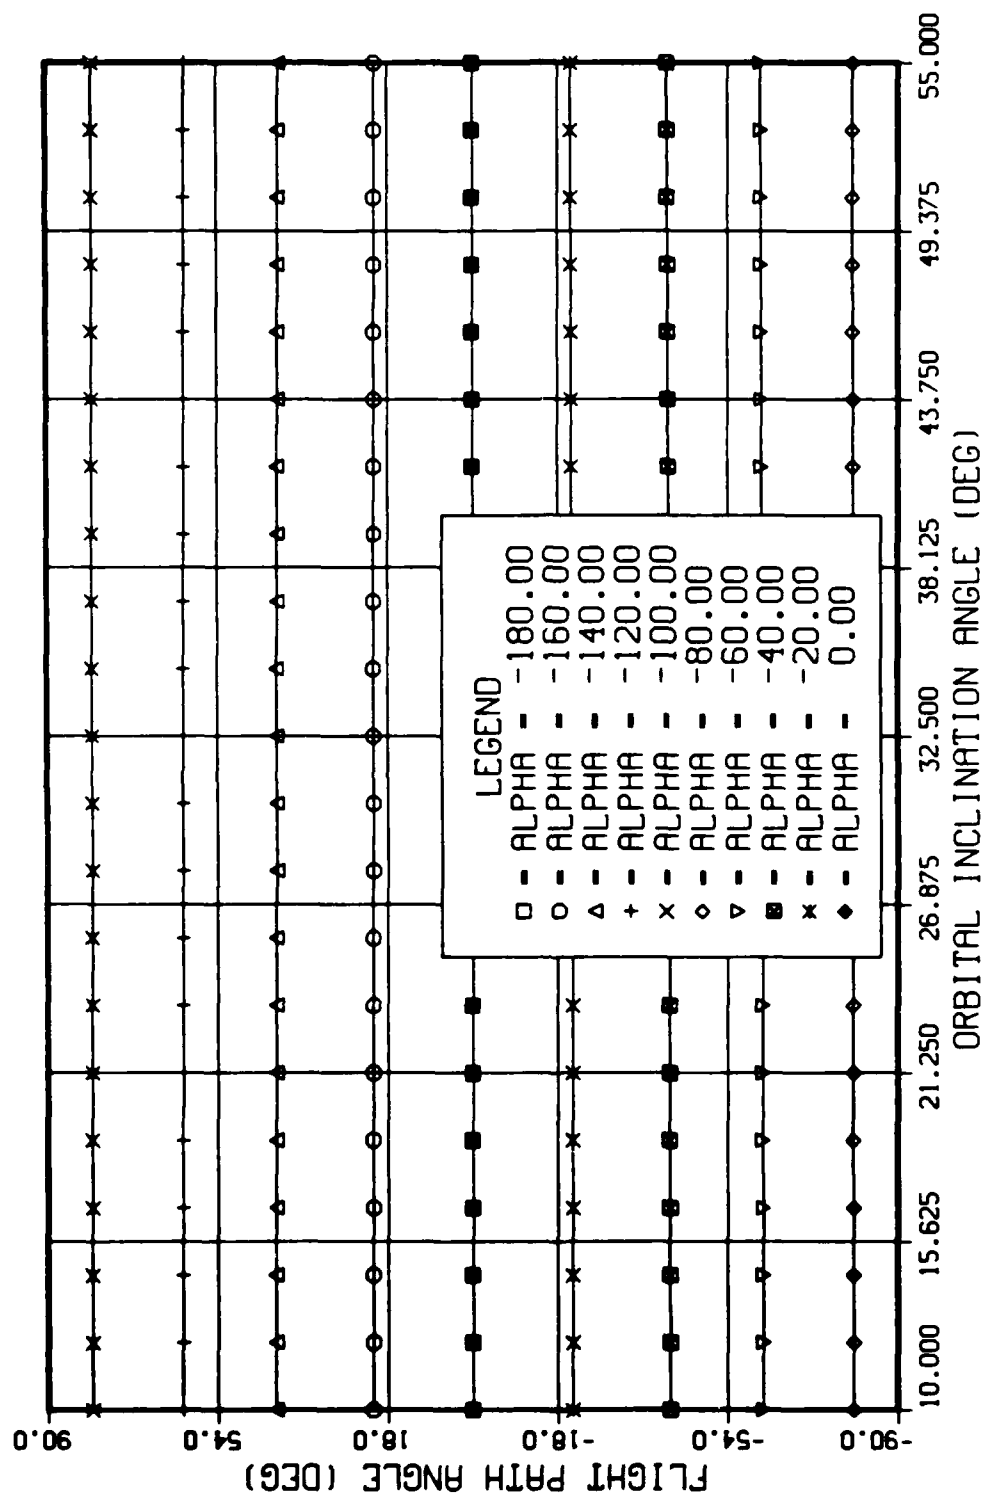 FLIGHT PATH ANGLE (DEG)
90.0
54.0
18.0
-18.0
-54.0
-90.0
LEGEND
□ - ALPHA - -180.00
○ - ALPHA - -160.00
△ - ALPHA - -140.00
+ - ALPHA - -120.00
× - ALPHA - -100.00
◇ - ALPHA - -80.00
▽ - ALPHA - -60.00
⊠ - ALPHA - -40.00
✳ - ALPHA - -20.00
◆ - ALPHA - 0.00
10.000 15.625 21.250 26.875 32.500 38.125 43.750 49.375 55.000
ORBITAL INCLINATION ANGLE (DEG)